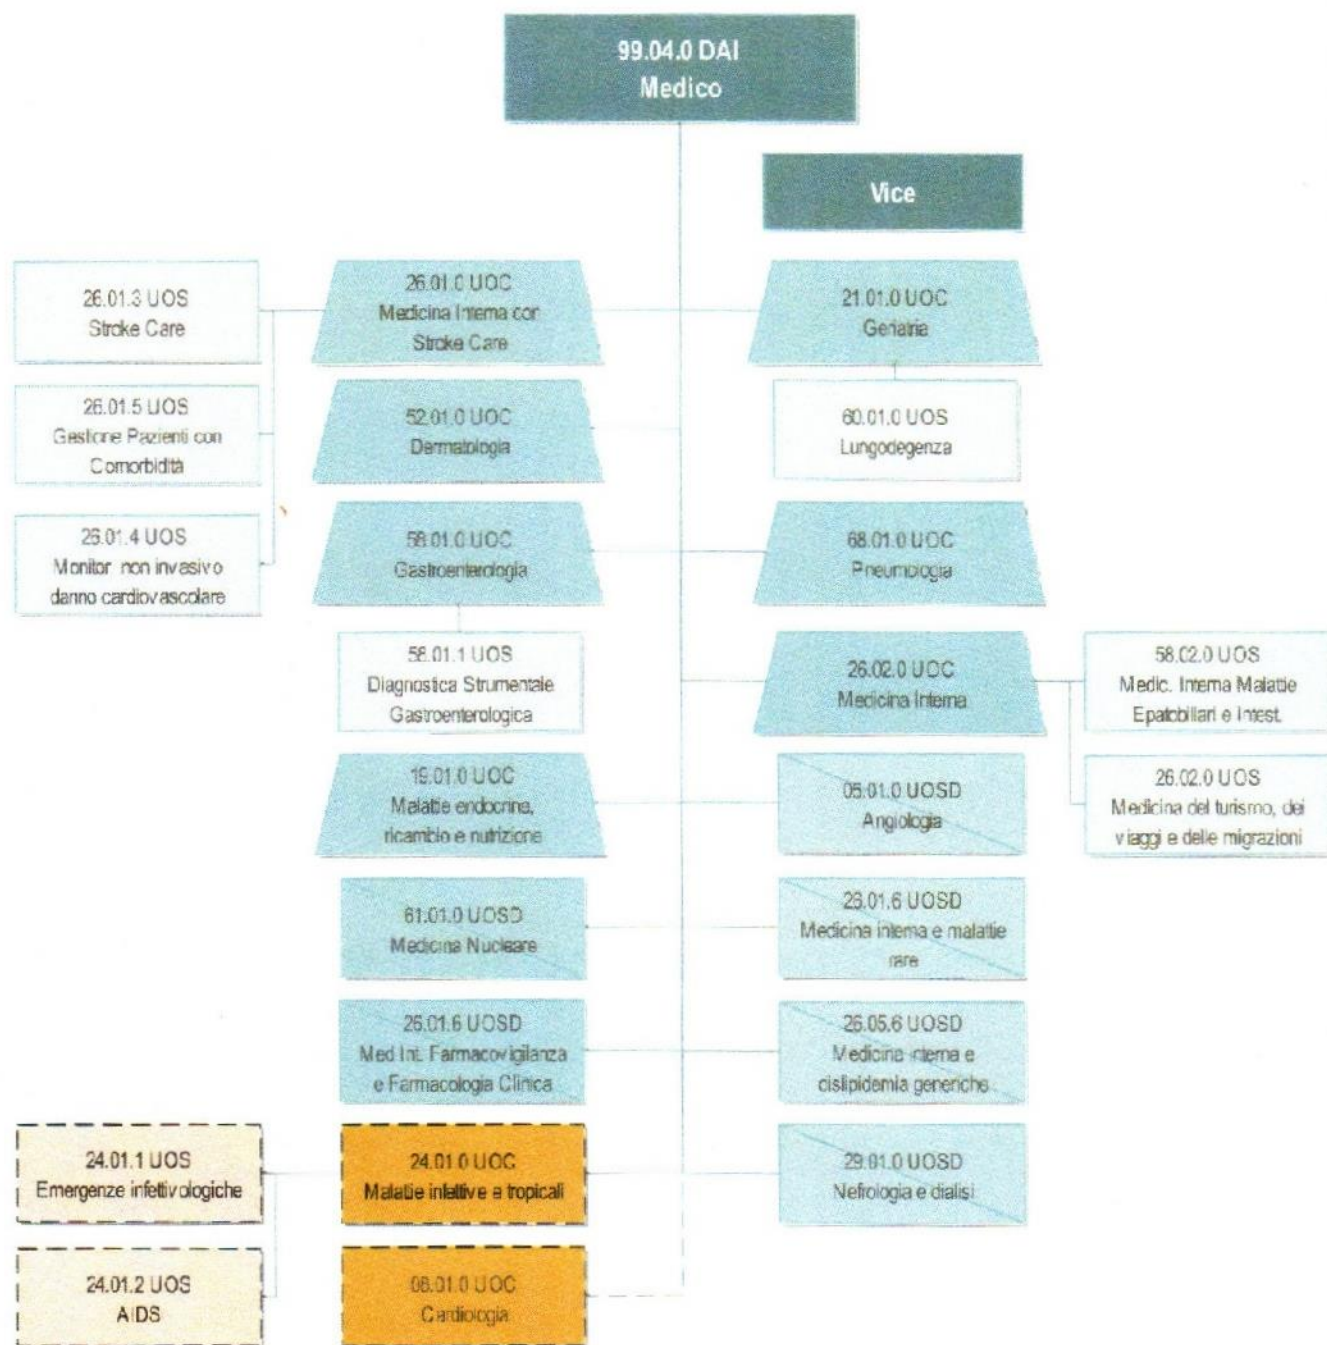 99.04.0 DAI
Medico
Vice
26.01.3 UOS
Stroke Care
26.01.0 UOC
Medicina Interna con
Stroke Care
21.01.0 UOC
Geriatria
26.01.5 UOS
Gestione Pazienti con
Comorbidità
52.01.0 UOC
Dermatologia
60.01.0 UOS
Lungodegenza
26.01.4 UOS
Monitor non invasivo
danno cardiovascolare
58.01.0 UOC
Gastroenterologia
68.01.0 UOC
Pneumologia
58.01.1 UOS
Diagnostica Strumentale
Gastroenterologica
26.02.0 UOC
Medicina Interna
58.02.0 UOS
Medic. Interna Malattie
Epatobiliari e Intest.
19.01.0 UOC
Malattie endocrine,
ricambio e nutrizione
05.01.0 UOSD
Angiologia
26.02.0 UOS
Medicina del turismo, dei
viaggi e delle migrazioni
61.01.0 UOSD
Medicina Nucleare
26.01.6 UOSD
Medicina interna e malattie
rare
26.01.6 UOSD
Med Int. Farmacovigilanza
e Farmacologia Clinica
26.05.6 UOSD
Medicina interna e
dislipidemia generiche
24.01.1 UOS
Emergenze infettivologiche
24.01.0 UOC
Malattie infettive e tropicali
29.01.0 UOSD
Nefrologia e dialisi
24.01.2 UOS
AIDS
08.01.0 UOC
Cardiologia